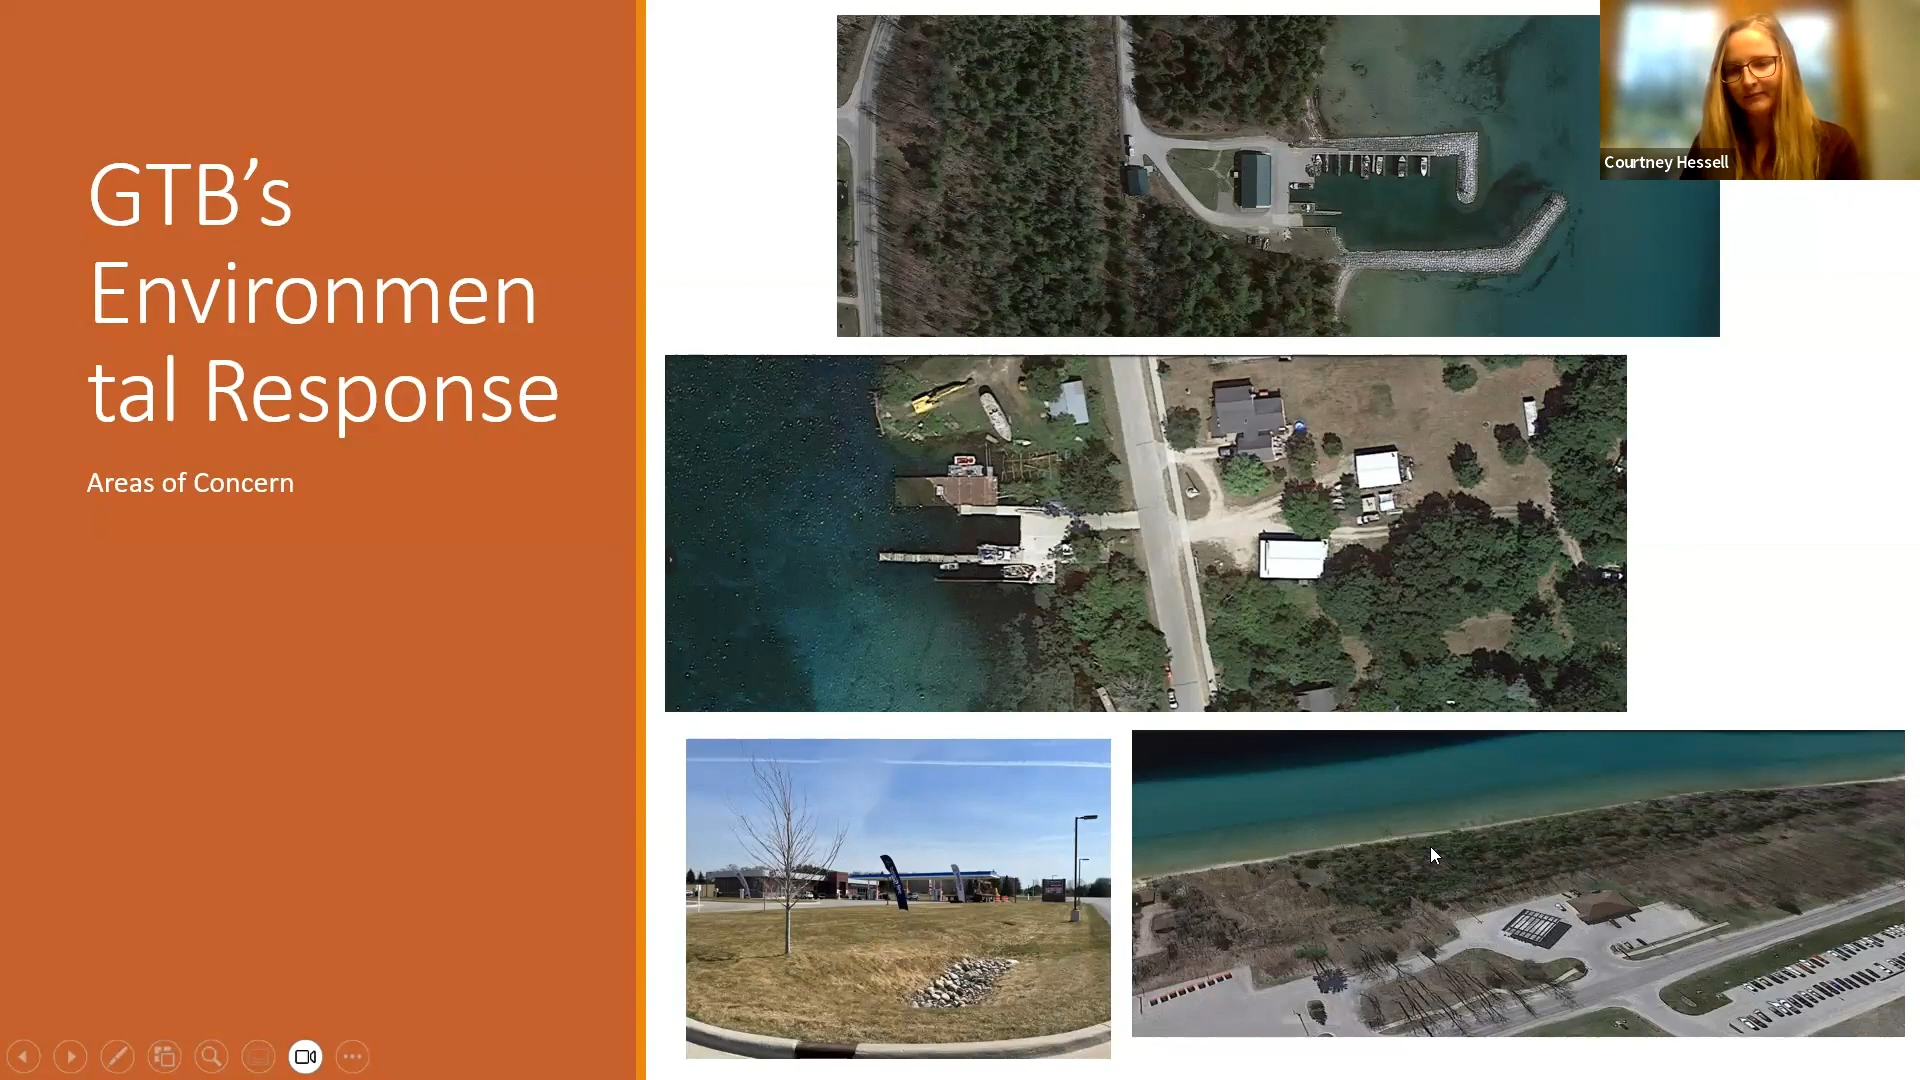 GTB’s
Environmen
tal Response
Areas of Concern
Courtney Hessell